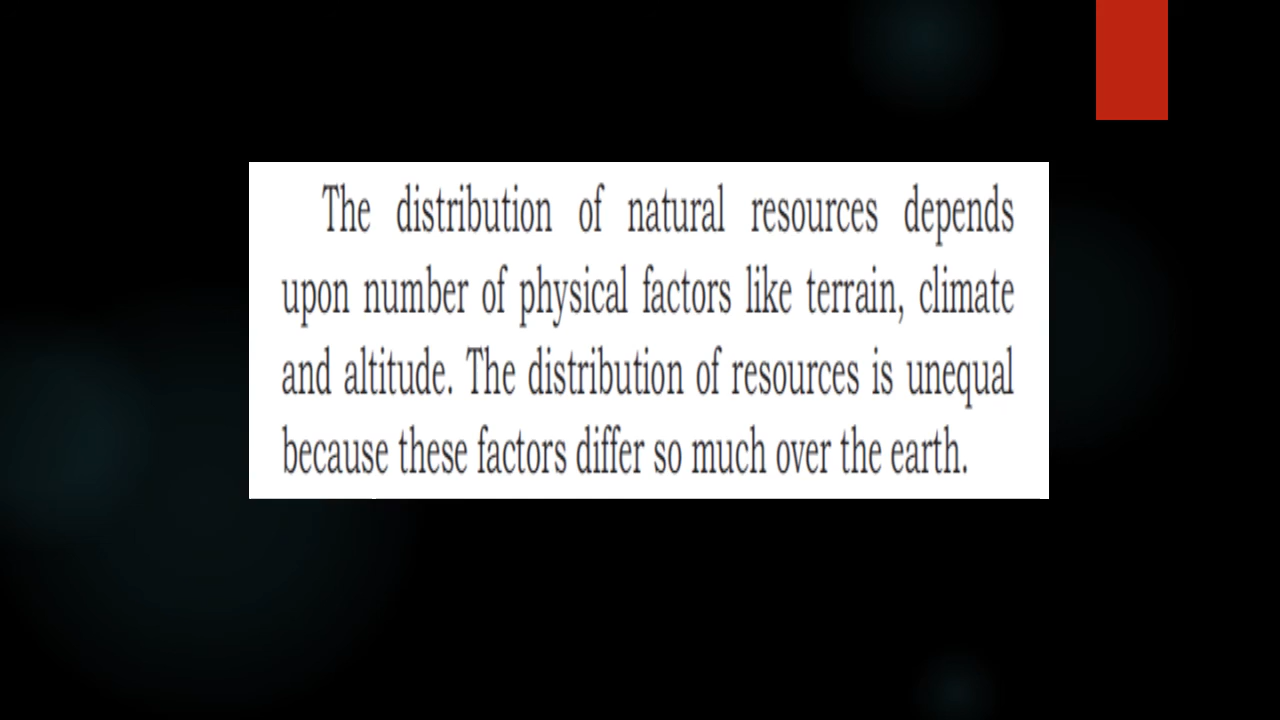 The distribution of natural resources depends
upon number of physical factors like terrain, climate
and altitude. The distribution of resources is unequal
because these factors differ so much over the earth.